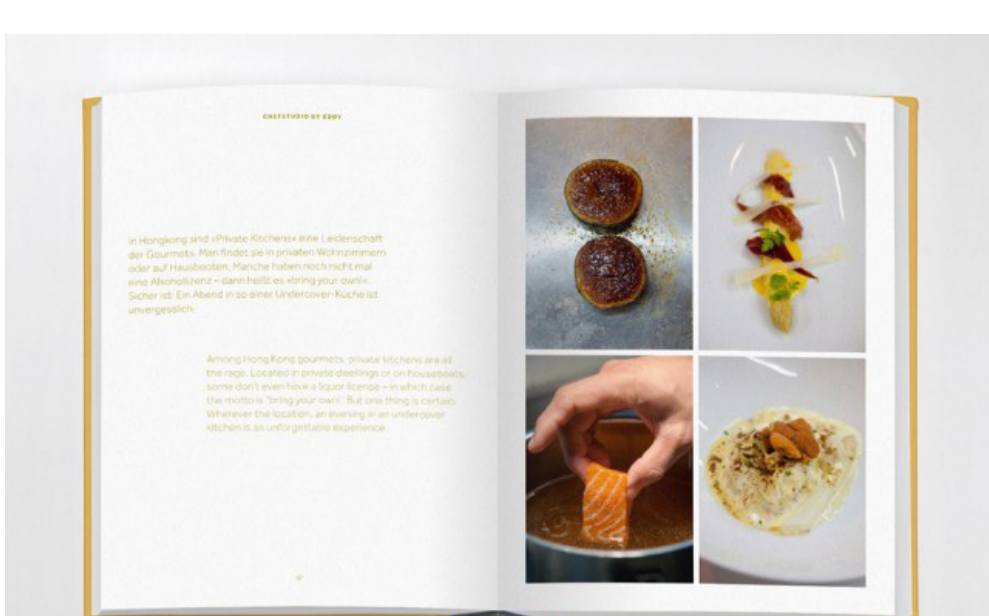 CHEFSTUDIO BY EDDY
In Hongkong sind »Private Kitchens« eine Leidenschaft
der Gourmets. Man findet sie in privaten Wohnzimmern
oder auf Hausbooten. Manche haben noch nicht mal
eine Alkohollizenz – dann heißt es »bring your own!«.
Sicher ist: Ein Abend in so einer Undercover-Küche ist
unvergesslich.
Among Hong Kong gourmets, private kitchens are all
the rage. Located in private dwellings or on houseboats,
some don't even have a liquor license – in which case
the motto is "bring your own!" But one thing is certain:
Wherever the location, an evening in an undercover
kitchen is an unforgettable experience.